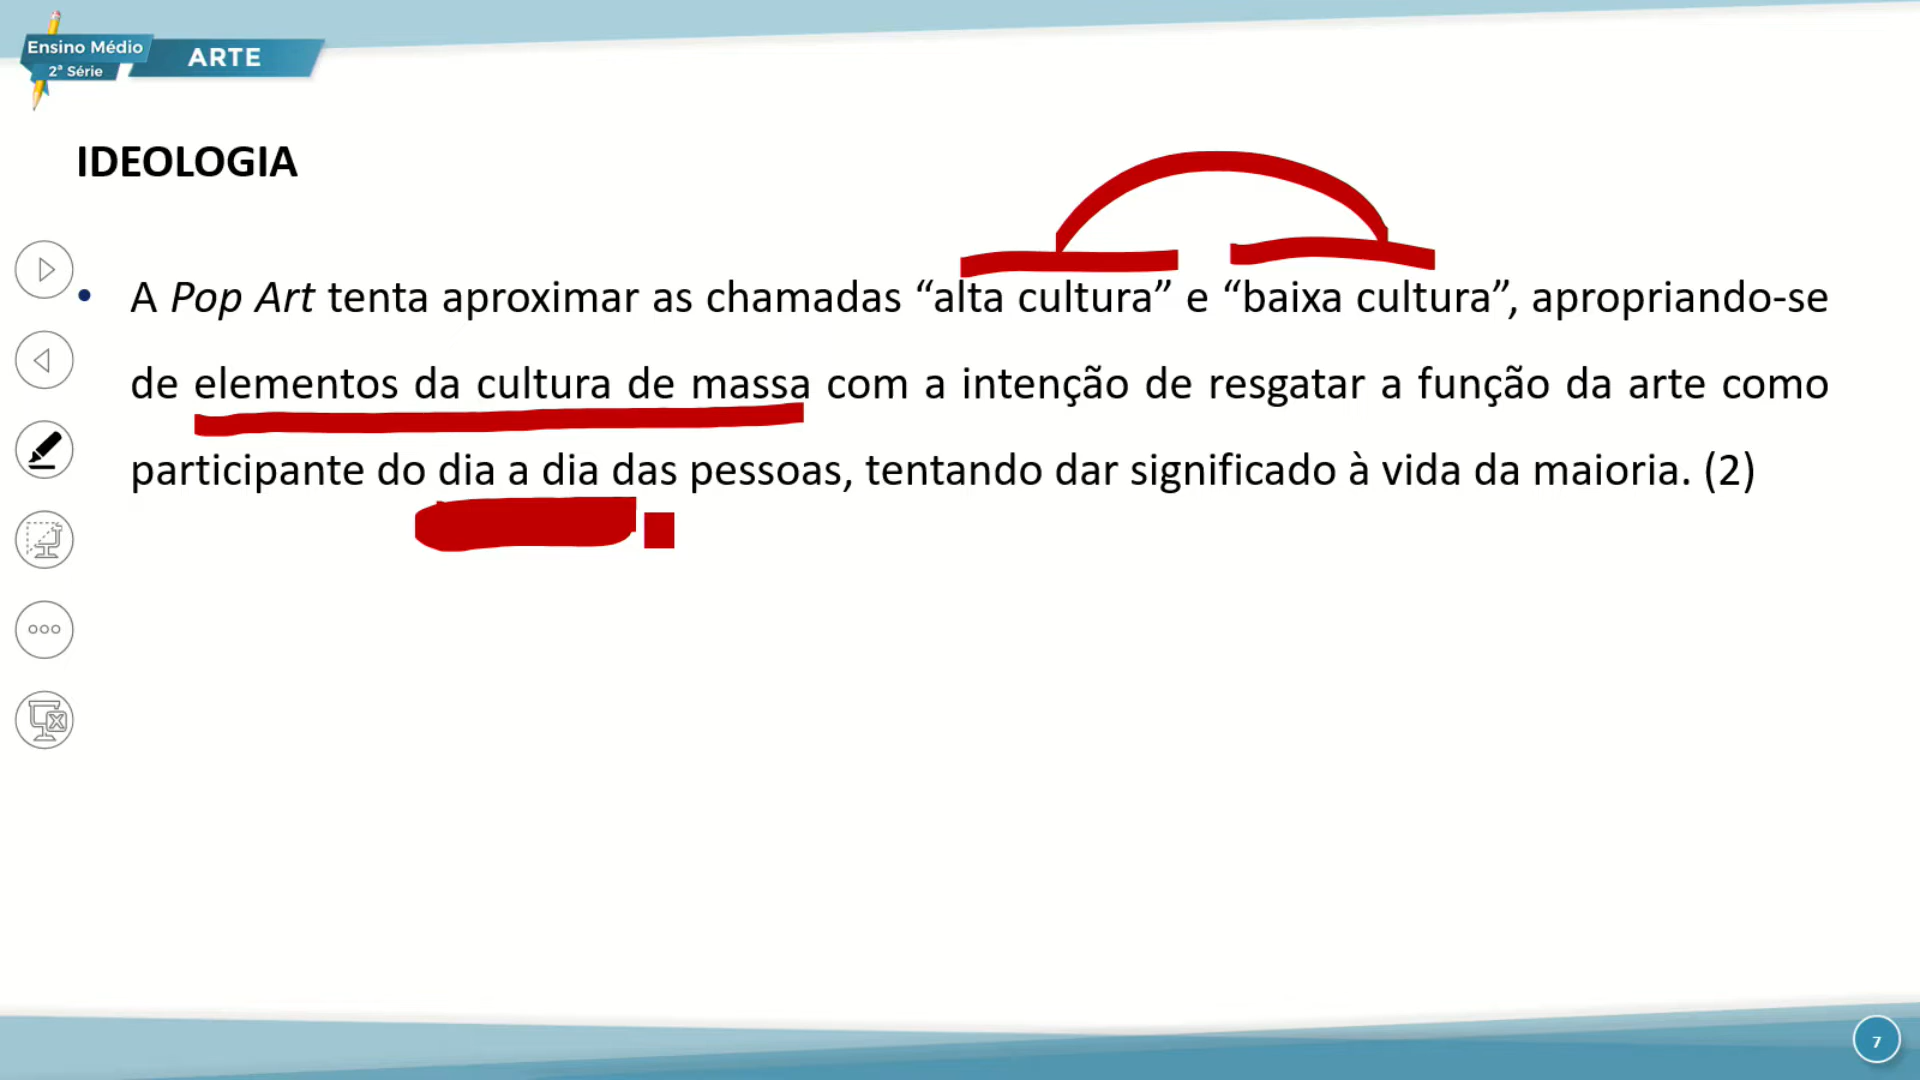 Ensino Médio
2ª Série
ARTE
IDEOLOGIA
• A Pop Art tenta aproximar as chamadas “alta cultura” e “baixa cultura”, apropriando-se
de elementos da cultura de massa com a intenção de resgatar a função da arte como
participante do dia a dia das pessoas, tentando dar significado à vida da maioria. (2)
7